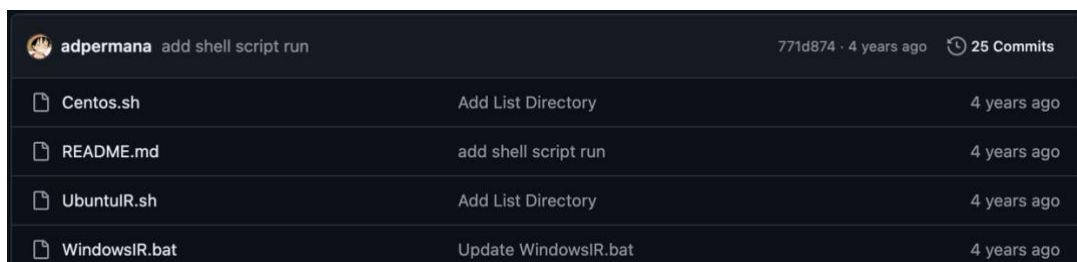 adpermana add shell script run 771d874 · 4 years ago 25 Commits
Centos.sh Add List Directory 4 years ago
README.md add shell script run 4 years ago
UbuntuIR.sh Add List Directory 4 years ago
WindowsIR.bat Update WindowsIR.bat 4 years ago